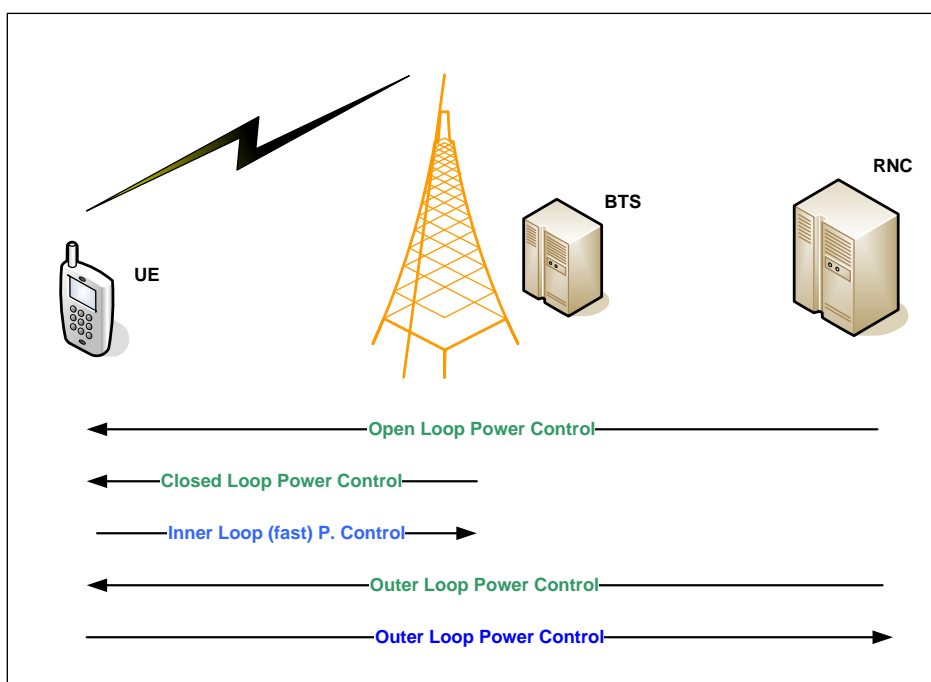 RNC
BTS
UE
Open Loop Power Control
Closed Loop Power Control
Inner Loop (fast) P. Control
Outer Loop Power Control
Outer Loop Power Control